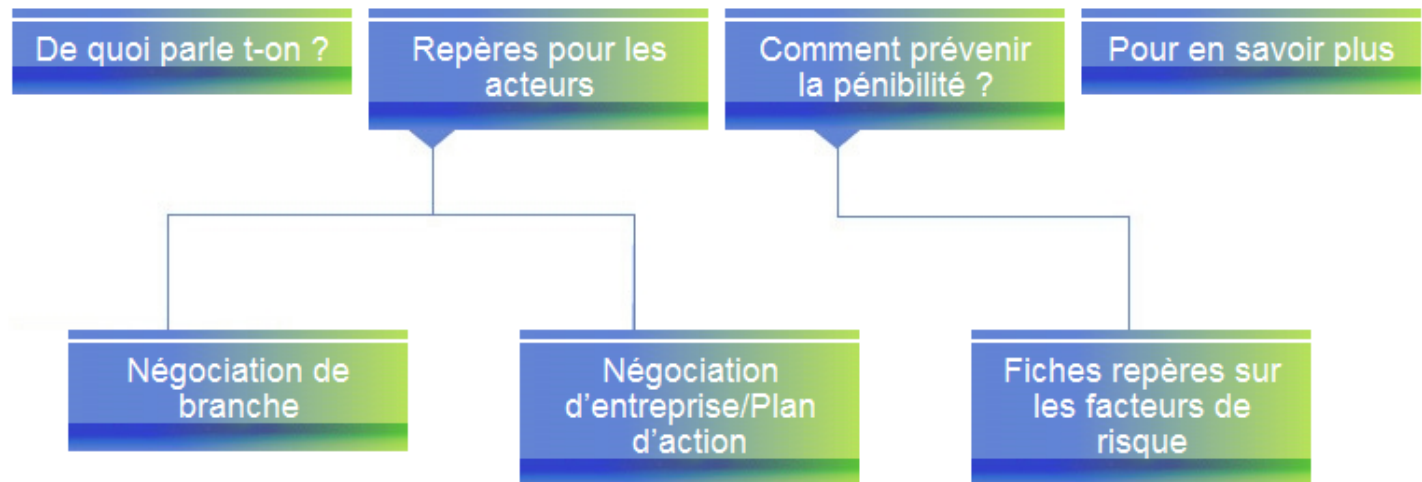 De quoi parle t-on ?
Repères pour les
acteurs
Comment prévenir
la pénibilité ?
Pour en savoir plus
Négociation de
branche
Négociation
d’entreprise/Plan
d’action
Fiches repères sur
les facteurs de
risque